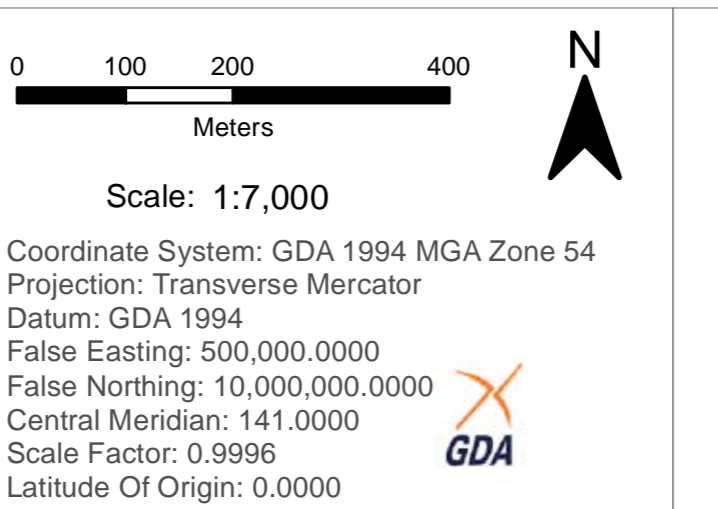 N
0 100 200 400
Meters
Scale: 1:7,000
Coordinate System: GDA 1994 MGA Zone 54
Projection: Transverse Mercator
Datum: GDA 1994
False Easting: 500,000.0000
False Northing: 10,000,000.0000
Central Meridian: 141.0000
Scale Factor: 0.9996
Latitude Of Origin: 0.0000
GDA